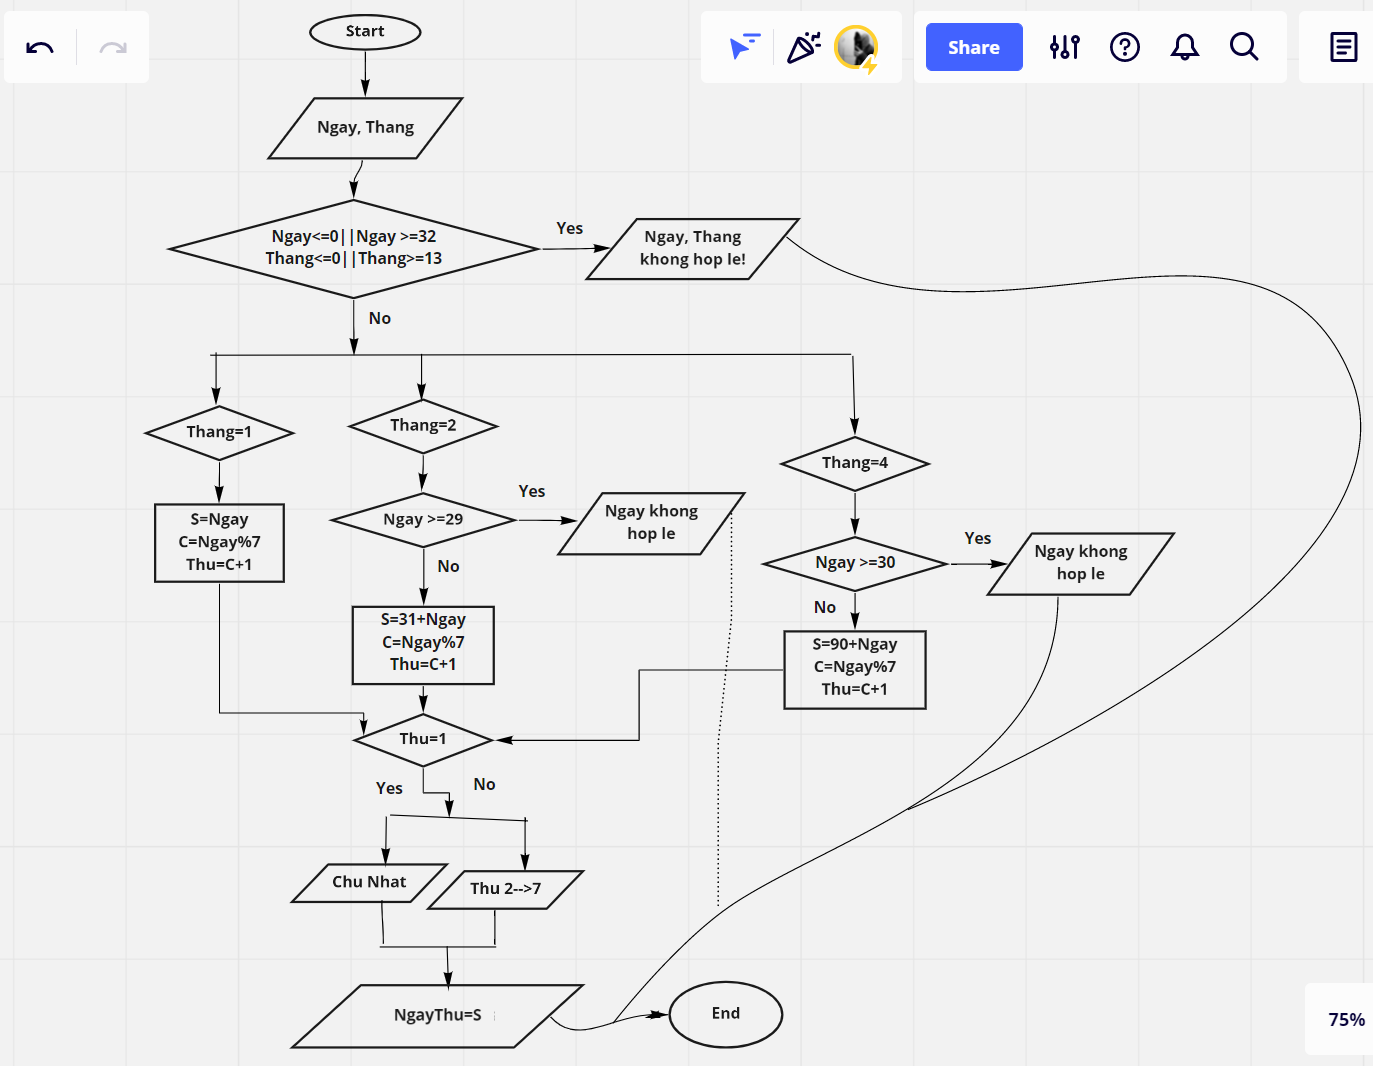 Start
Share
Ngay, Thang
Ngay<=0||Ngay >=32
Thang<=0||Thang>=13
Yes
Ngay, Thang
khong hop le!
No
Thang=1
Thang=2
Thang=4
S=Ngay
C=Ngay%7
Thu=C+1
Ngay >=29
Yes
Ngay khong
hop le
Ngay >=30
Yes
Ngay khong
hop le
No
No
S=31+Ngay
C=Ngay%7
Thu=C+1
S=90+Ngay
C=Ngay%7
Thu=C+1
Thu=1
Yes
No
Chu Nhat
Thu 2-->7
NgayThu=S
End
75%